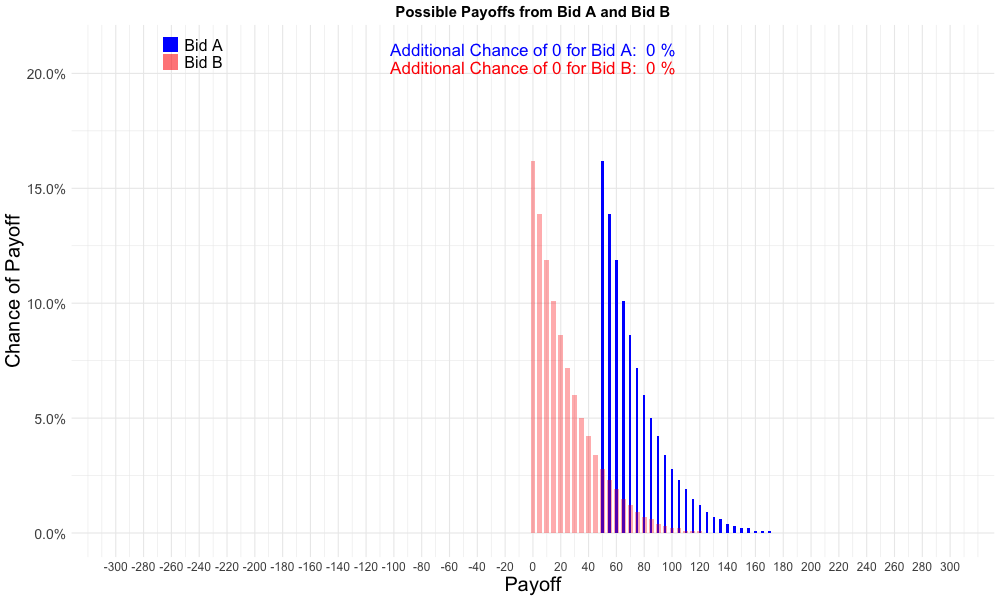 Possible Payoffs from Bid A and Bid B
Bid A
Bid B
Additional Chance of 0 for Bid A:  0 %
Additional Chance of 0 for Bid B:  0 %
Chance of Payoff
20.0%
15.0%
10.0%
5.0%
0.0%
-300 -280 -260 -240 -220 -200 -180 -160 -140 -120 -100 -80 -60 -40 -20 0 20 40 60 80 100 120 140 160 180 200 220 240 260 280 300
Payoff